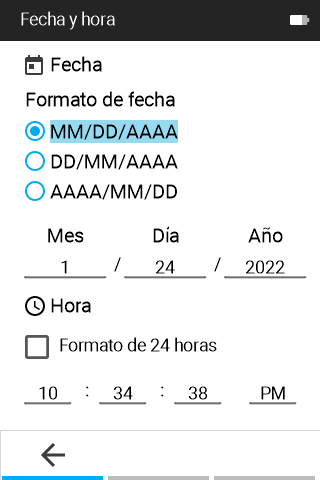 Fecha y hora
Fecha
Formato de fecha
MM/DD/AAAA
DD/MM/AAAA
AAAA/MM/DD
Mes Día Año
1 / 24 / 2022
Hora
Formato de 24 horas
10 : 34 : 38 PM